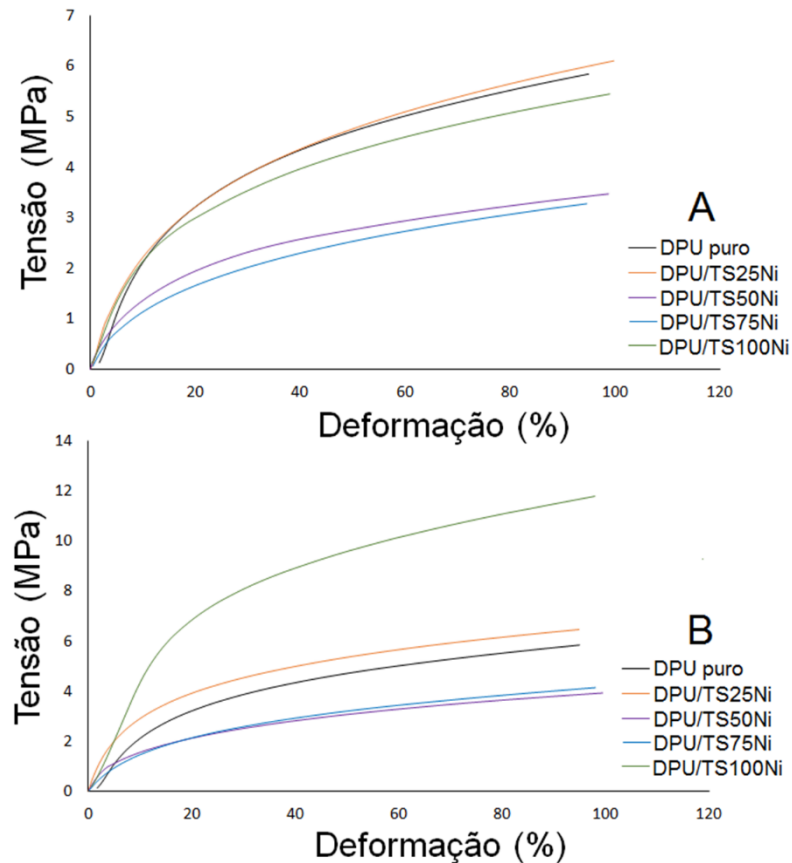 7
6
5
4
3
2
1
0
Tensão (MPa)
0 20 40 60 80 100 120
Deformação (%)
A
DPU puro
DPU/TS25Ni
DPU/TS50Ni
DPU/TS75Ni
DPU/TS100Ni
14
12
10
8
6
4
2
0
Tensão (MPa)
0 20 40 60 80 100 120
Deformação (%)
B
DPU puro
DPU/TS25Ni
DPU/TS50Ni
DPU/TS75Ni
DPU/TS100Ni